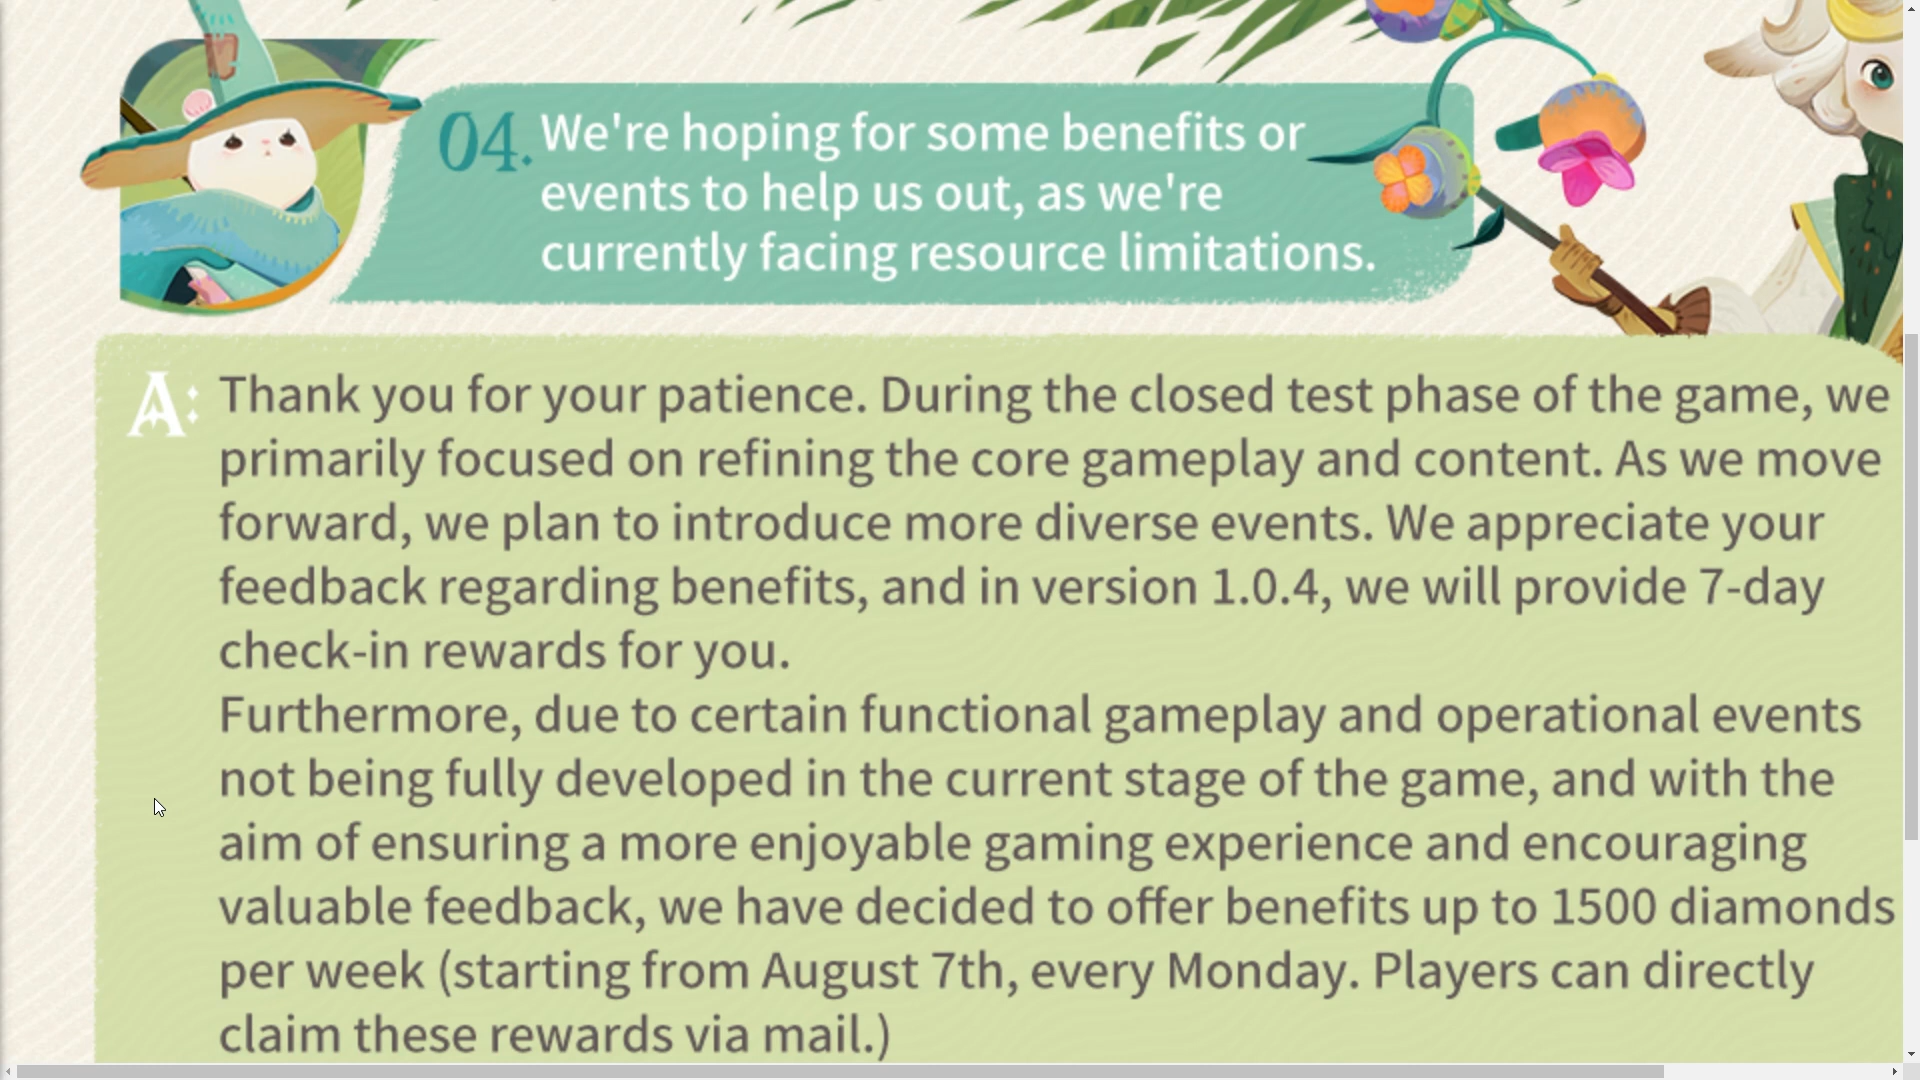 04. We're hoping for some benefits or
events to help us out, as we're
currently facing resource limitations.
A: Thank you for your patience. During the closed test phase of the game, we
primarily focused on refining the core gameplay and content. As we move
forward, we plan to introduce more diverse events. We appreciate your
feedback regarding benefits, and in version 1.0.4, we will provide 7-day
check-in rewards for you.
Furthermore, due to certain functional gameplay and operational events
not being fully developed in the current stage of the game, and with the
aim of ensuring a more enjoyable gaming experience and encouraging
valuable feedback, we have decided to offer benefits up to 1500 diamonds
per week (starting from August 7th, every Monday. Players can directly
claim these rewards via mail.)